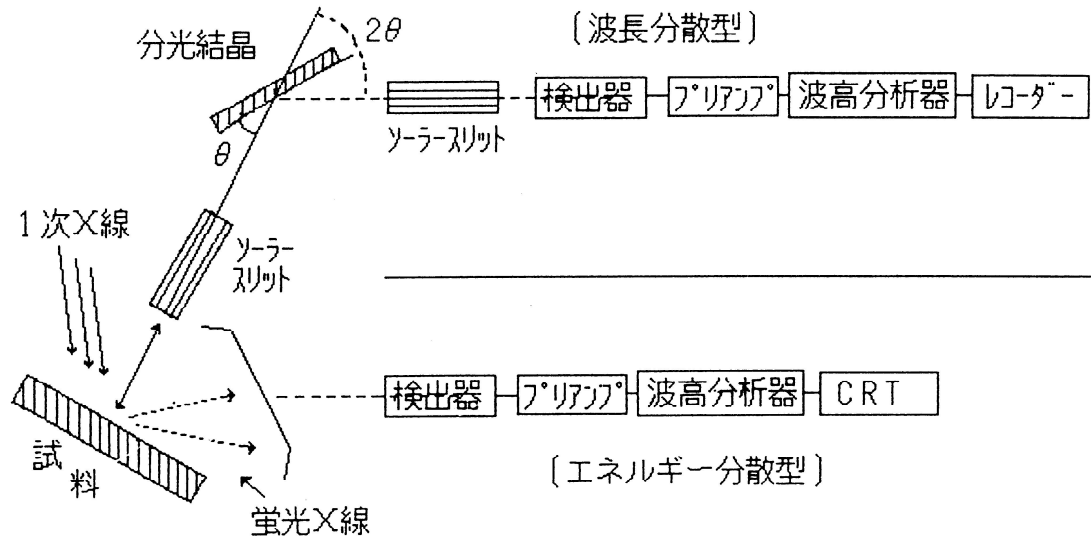 〔波長分散型〕
分光結晶
2θ
検出器
プリアンプ
波高分析器
レコーダー
ソーラースリット
θ
1次X線
ソーラー
スリット
検出器
プリアンプ
波高分析器
CRT
試料
〔エネルギー分散型〕
蛍光X線